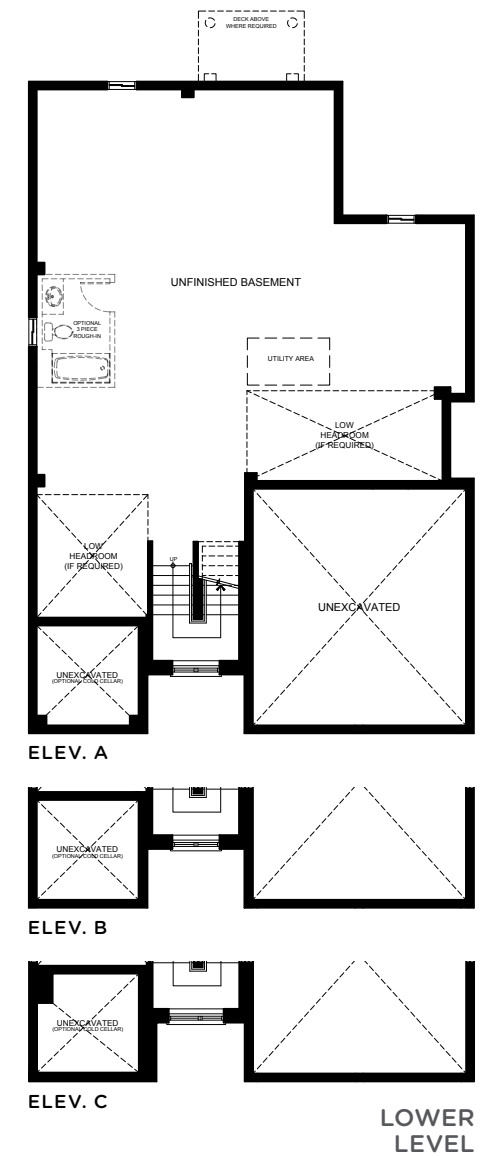 DECK ABOVE
WHERE REQUIRED
UNFINISHED BASEMENT
OPTIONAL
3 PIECE
ROUGH-IN
UTILITY AREA
LOW
HEADROOM
(IF REQUIRED)
LOW
HEADROOM
(IF REQUIRED)
UP
UNEXCAVATED
UNEXCAVATED
(OPTIONAL COLD CELLAR)
ELEV. A
UNEXCAVATED
(OPTIONAL COLD CELLAR)
ELEV. B
UNEXCAVATED
(OPTIONAL COLD CELLAR)
ELEV. C
LOWER
LEVEL